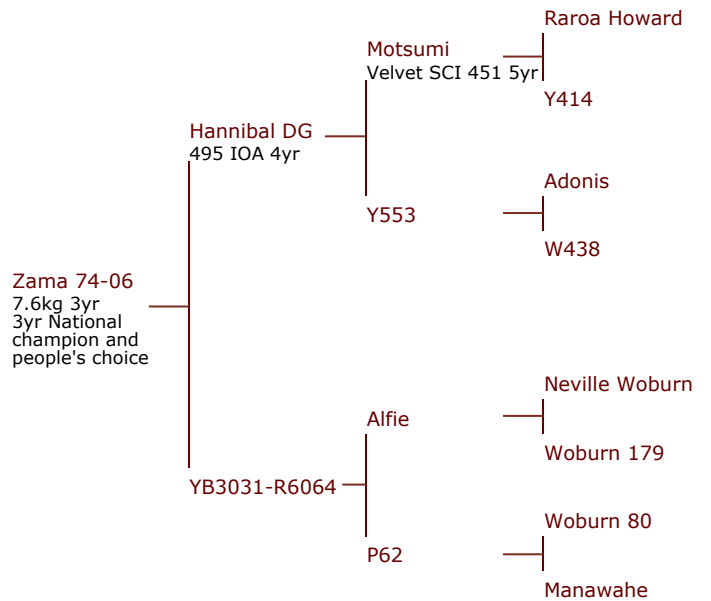 Raroa Howard
Motsumi
Velvet SCI 451 5yr
Y414
Hannibal DG
495 IOA 4yr
Adonis
Y553
W438
Zama 74-06
7.6kg 3yr
3yr National
champion and
people's choice
Neville Woburn
Alfie
Woburn 179
YB3031-R6064
Woburn 80
P62
Manawahe